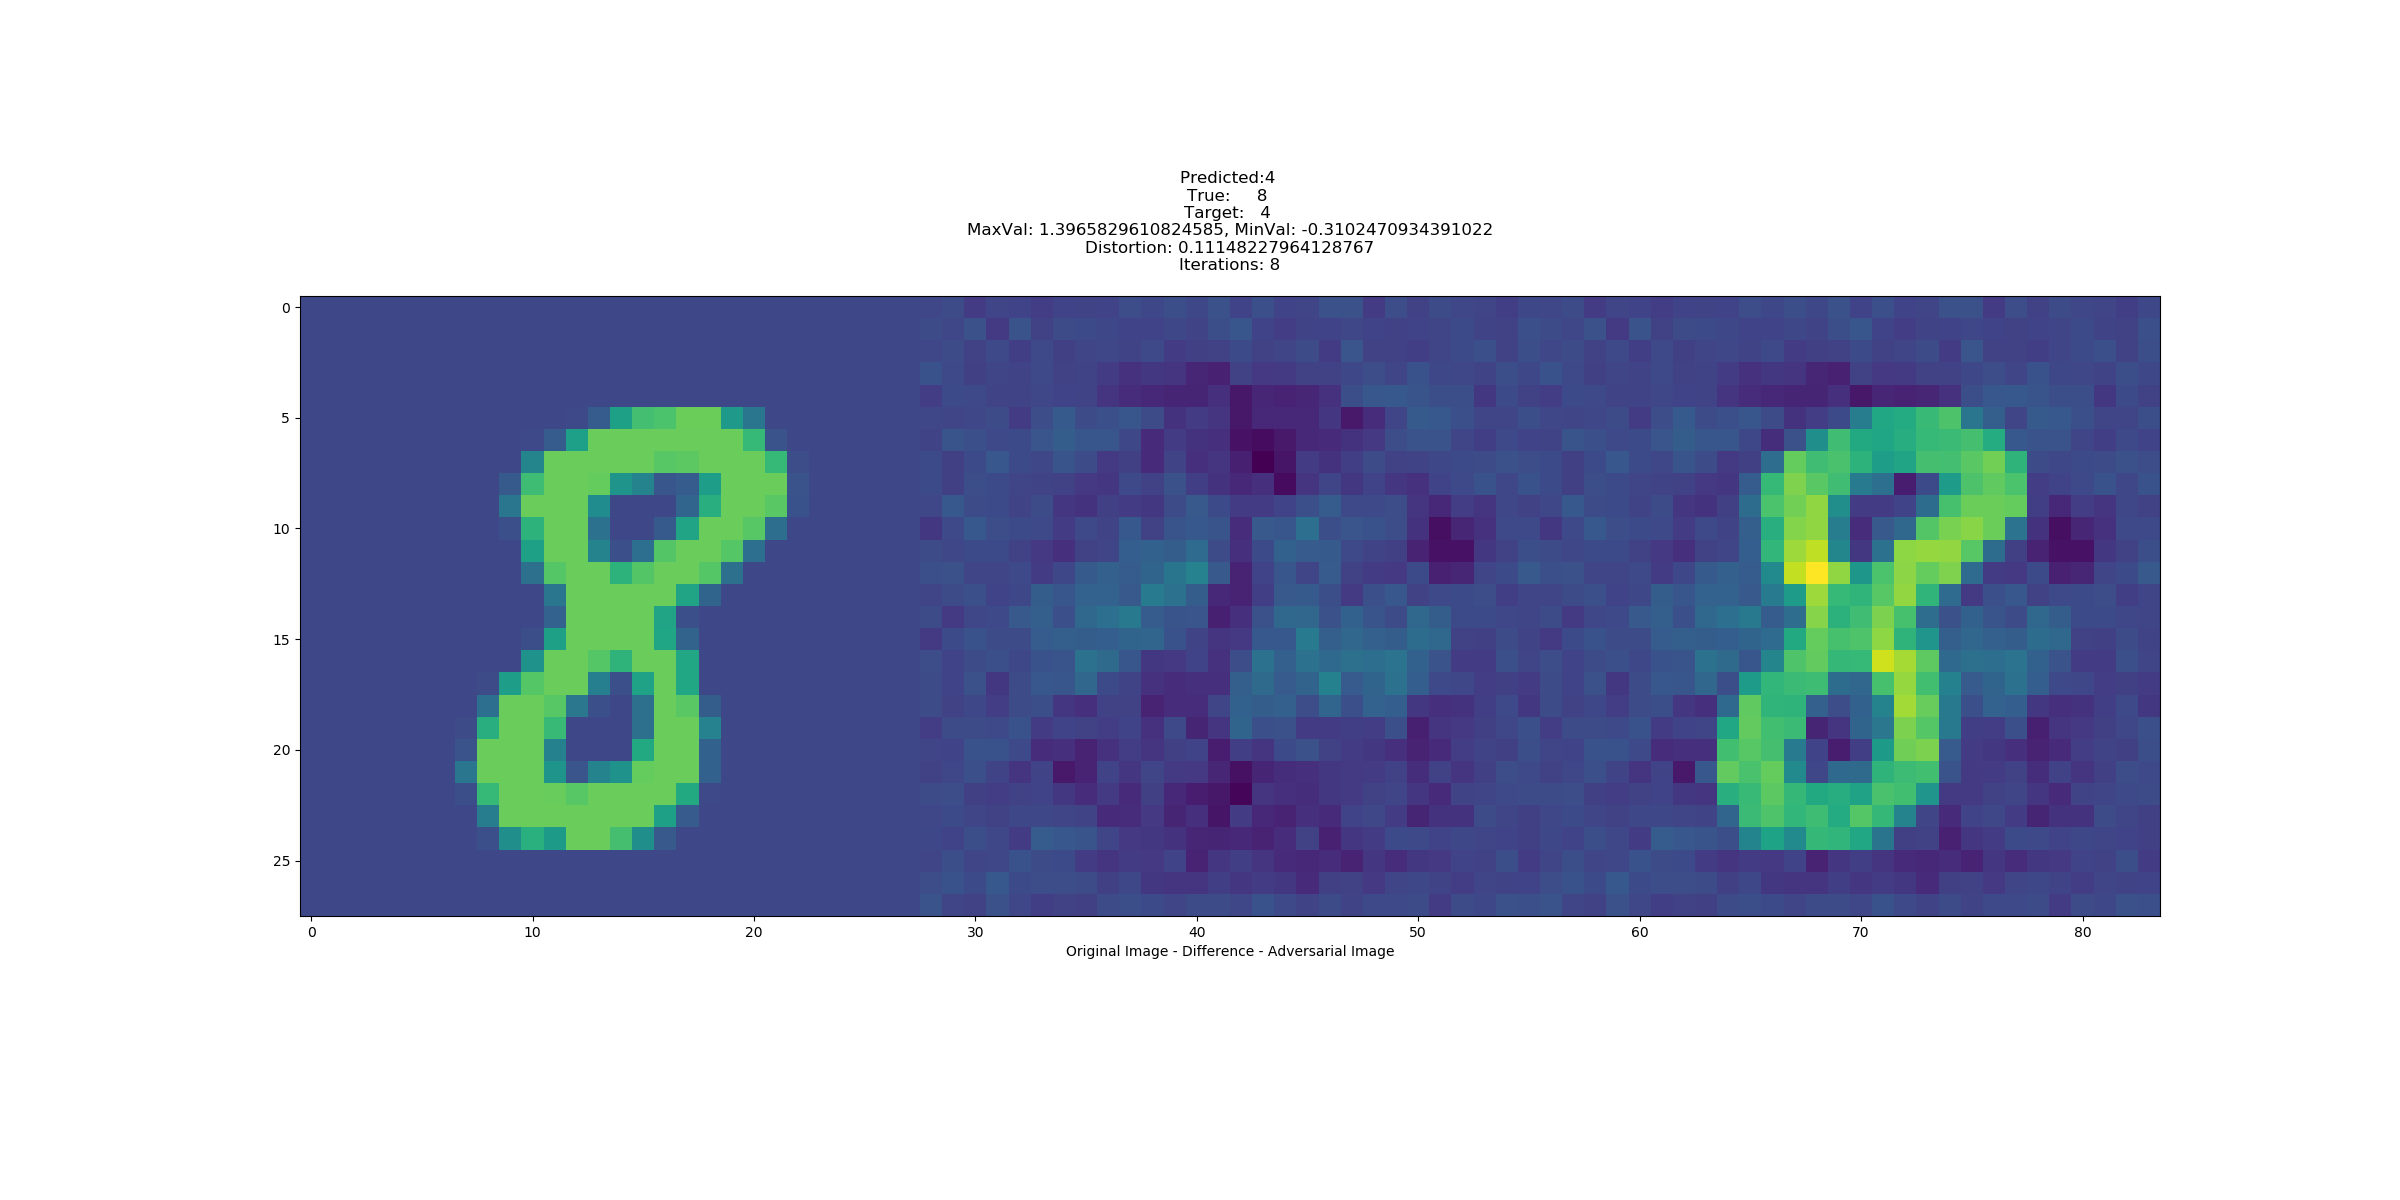 Predicted:4
True: 8
Target: 4
MaxVal: 1.3965829610824585, MinVal: -0.3102470934391022
Distortion: 0.11148227964128767
Iterations: 8
0
5
10
15
20
25
0 10 20 30 40 50 60 70 80
Original Image - Difference - Adversarial Image